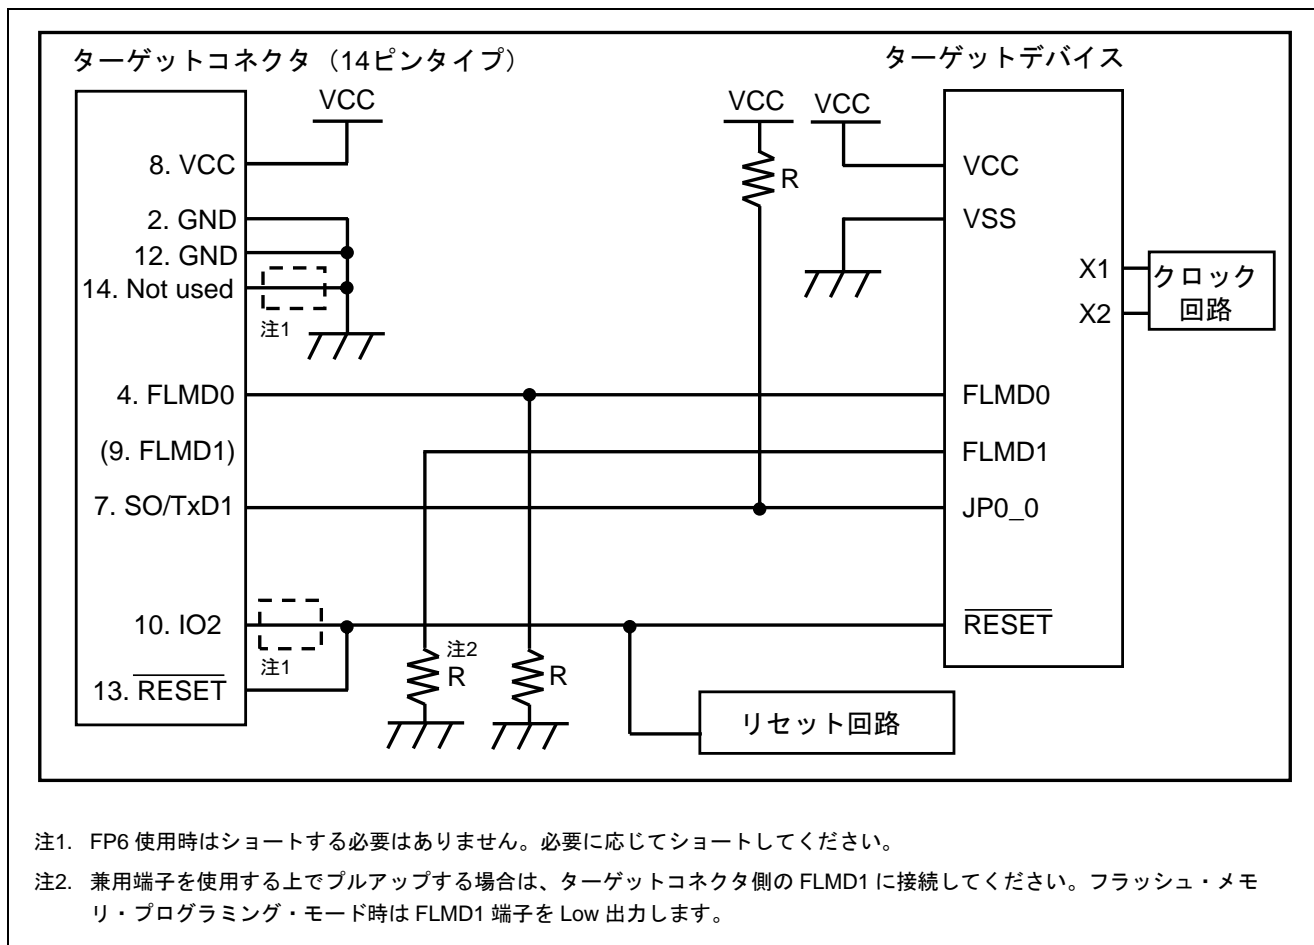 ターゲットコネクタ（14ピンタイプ）
ターゲットデバイス
VCC
VCC
VCC
8. VCC
R
VCC
2. GND
VSS
12. GND
14. Not used
注1
X1
X2
クロック
回路
4. FLMD0
FLMD0
(9. FLMD1)
FLMD1
7. SO/TxD1
JP0_0
10. IO2
注1
RESET
13. RESET
注2
R
R
リセット回路
注1. FP6 使用時はショートする必要はありません。必要に応じてショートしてください。
注2. 兼用端子を使用する上でプルアップする場合は、ターゲットコネクタ側の FLMD1 に接続してください。フラッシュ・メモ
リ・プログラミング・モード時は FLMD1 端子を Low 出力します。